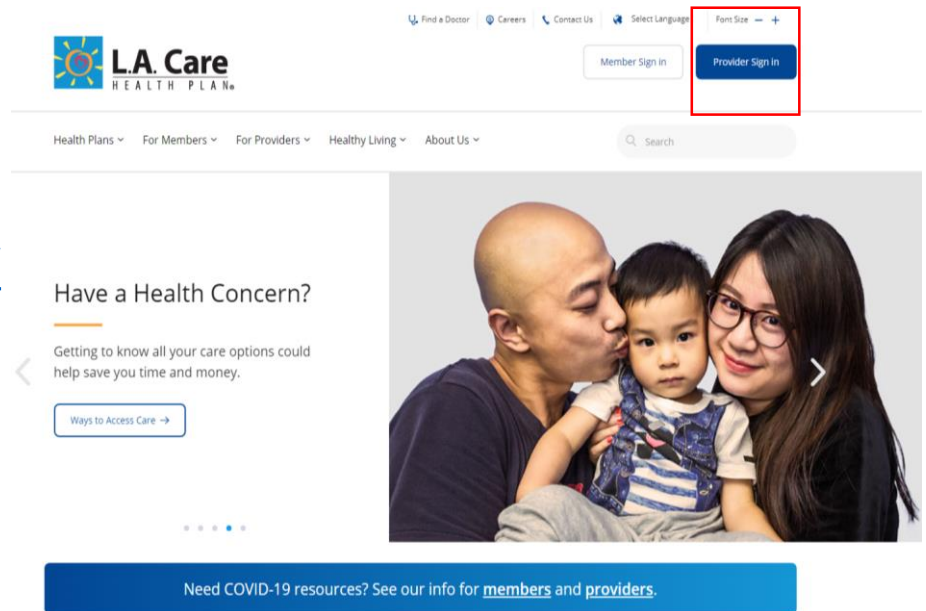 Find a Doctor Careers Contact Us Select Language Font Size − +
L.A. Care
HEALTH PLAN®
Member Sign in Provider Sign in
Health Plans For Members For Providers Healthy Living About Us Search
Have a Health Concern?
Getting to know all your care options could
help save you time and money.
Ways to Access Care →
Need COVID-19 resources? See our info for members and providers.